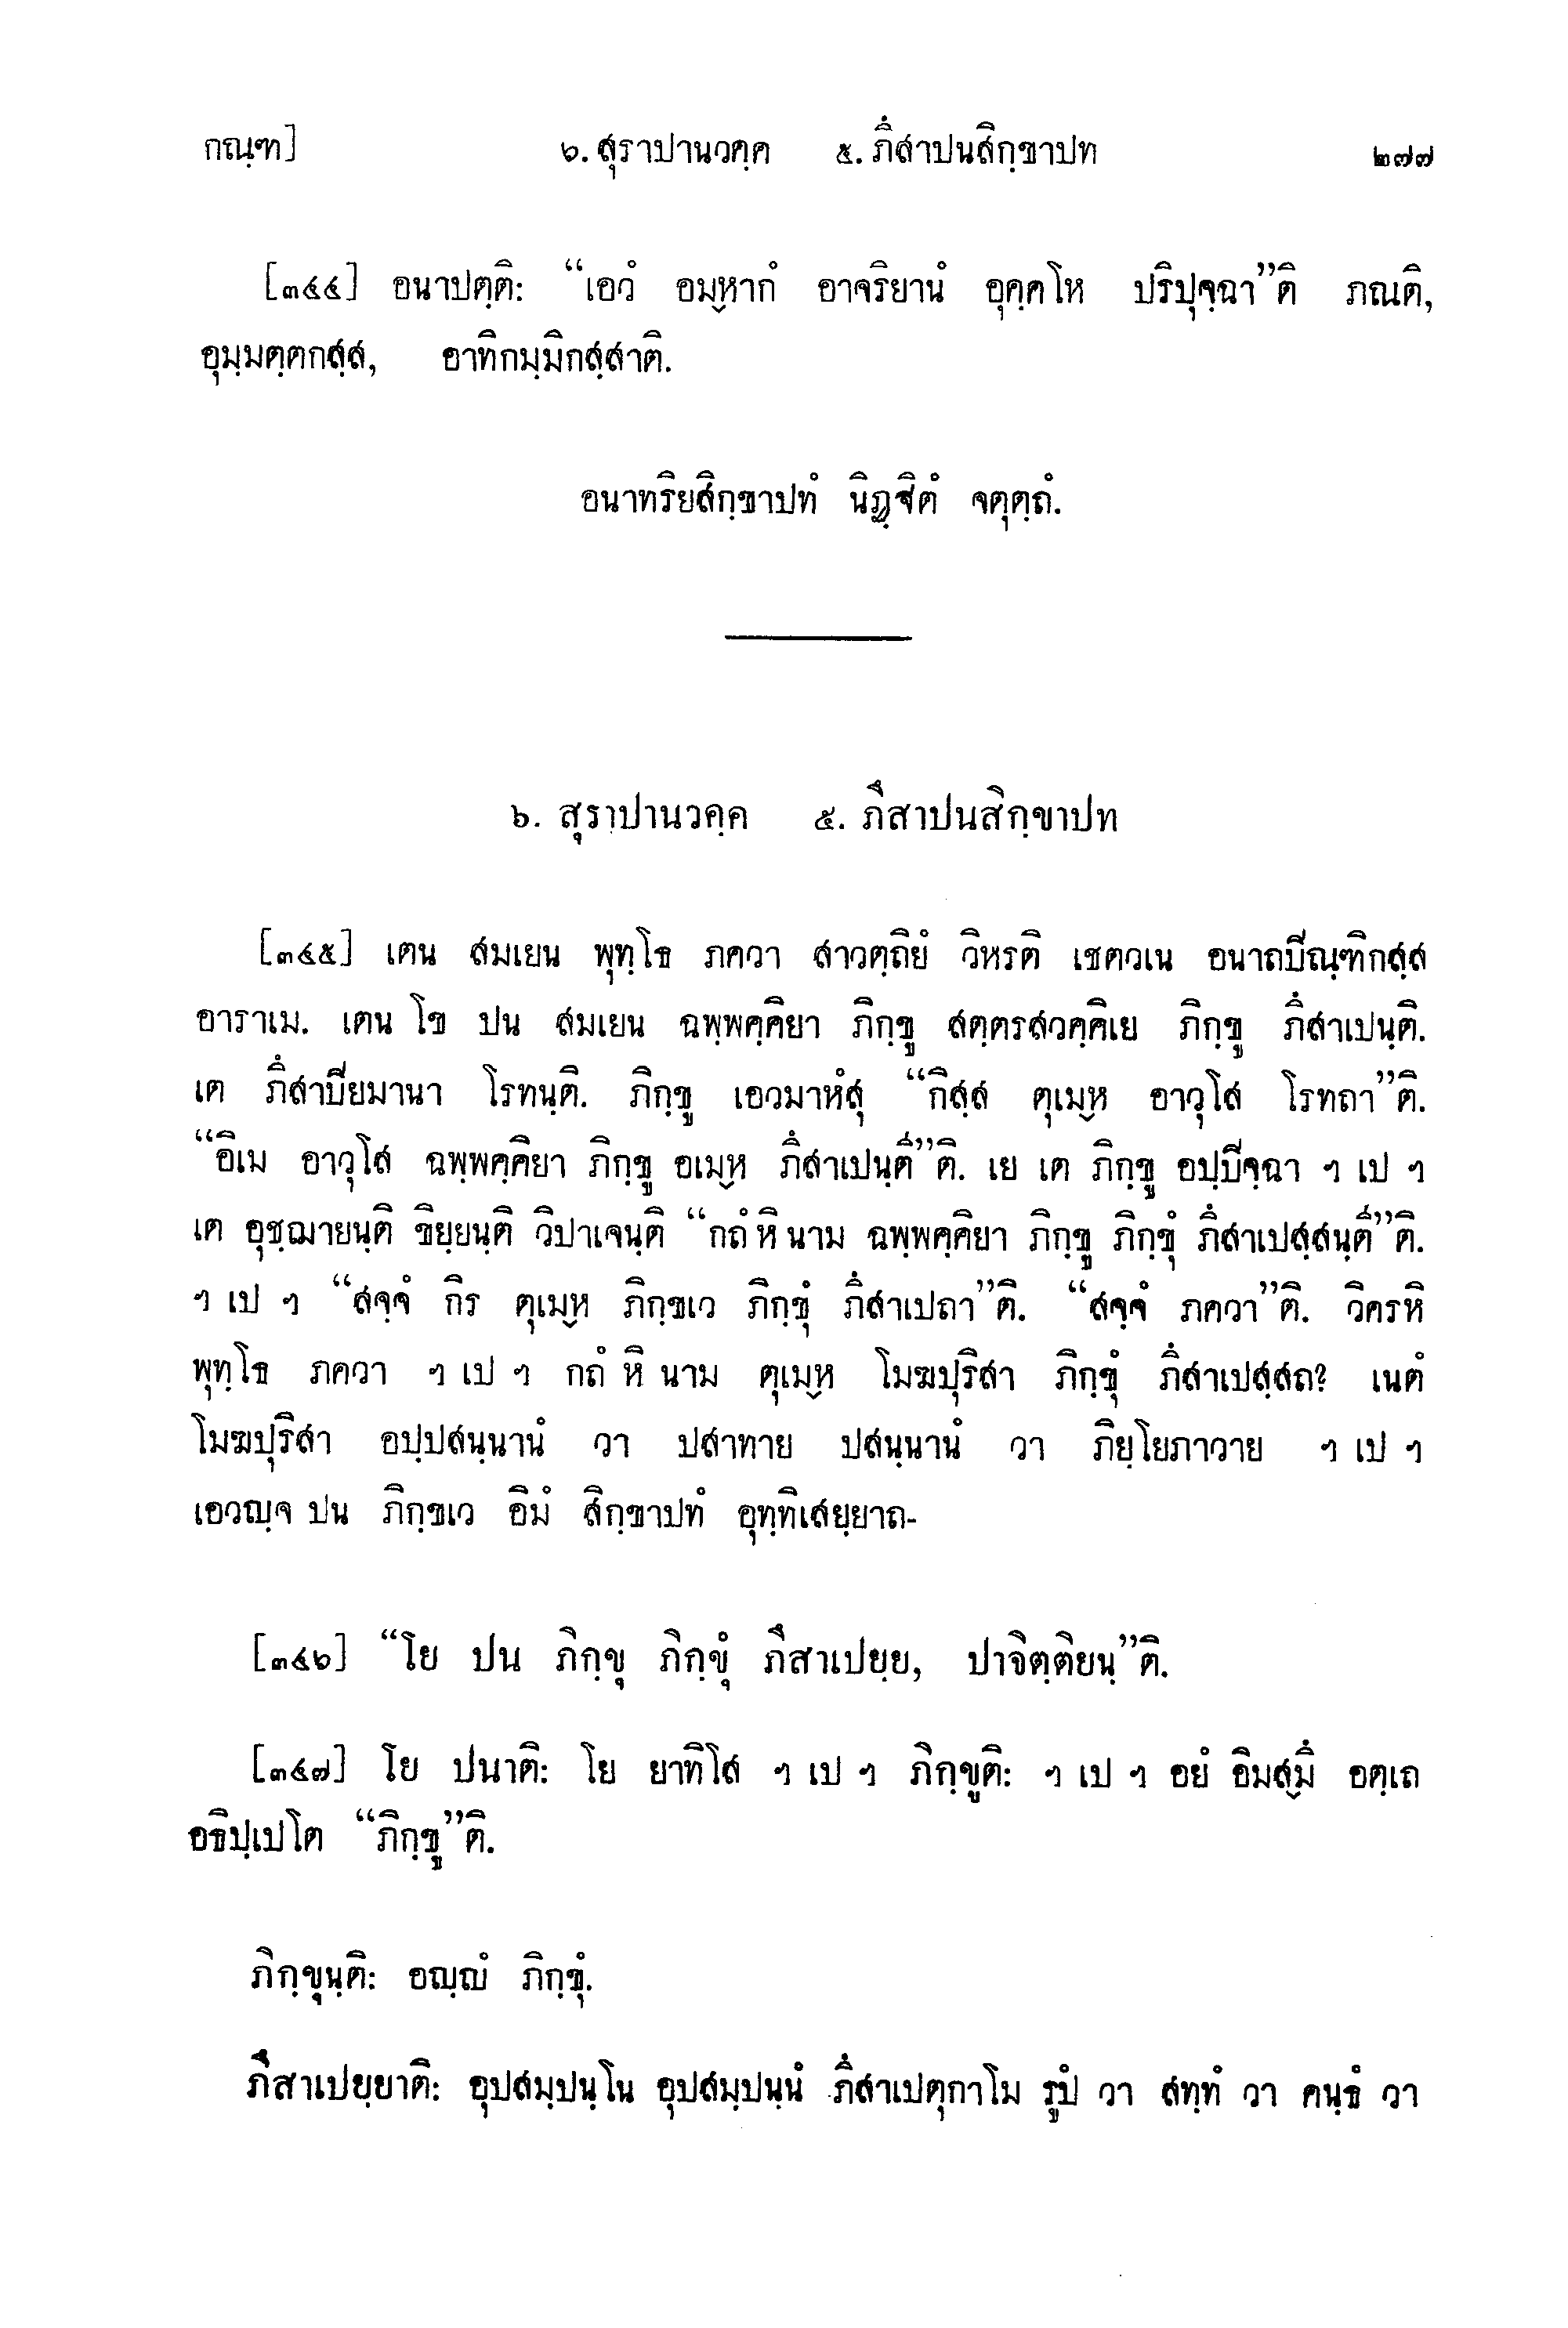 กณฺฑ] ๖. สุราปานวคฺค ๕. ภึสาปนสิกฺขาปท ๒๗๗
[๓๔๔] อนาปตฺติ: “เอวํ อมฺหากํ อาจริยานํ อุคฺคโห ปริปุจฺฉา”ติ ภณติ,
อุมฺมตฺตกสฺส, อาทิกมฺมิกสฺสาติ.
อนาทริยสิกฺขาปทํ นิฏฺฐิตํ จตุตฺถํ.
๖. สุราปานวคฺค ๕. ภึสาปนสิกฺขาปท
[๓๔๕] เตน สมเยน พุทฺโธ ภควา สาวตฺถิยํ วิหรติ เชตวเน อนาถปิณฺฑิกสฺส
อาราเม. เตน โข ปน สมเยน ฉพฺพคฺคิยา ภิกฺขู สตฺตรสวคฺคิเย ภิกฺขู ภึสาเปนฺติ.
เต ภึสาปิยมานา โรทนฺติ. ภิกฺขู เอวมาหํสุ “กิสฺส ตุเมฺห อาวุโส โรทถา”ติ.
“อิเม อาวุโส ฉพฺพคฺคิยา ภิกฺขู อเมฺห ภึสาเปนฺตี”ติ. เย เต ภิกฺขู อปฺปิจฺฉา ฯ เป ฯ
เต อุชฺฌายนฺติ ขิยฺยนฺติ วิปาเจนฺติ “กถํ หิ นาม ฉพฺพคฺคิยา ภิกฺขู ภิกฺขุํ ภึสาเปสฺสนฺตี”ติ.
ฯ เป ฯ “สจฺจํ กิร ตุเมฺห ภิกฺขเว ภิกฺขุํ ภึสาเปถา”ติ. “สจฺจํ ภควา”ติ. วิครหิ
พุทฺโธ ภควา ฯ เป ฯ กถํ หิ นาม ตุเมฺห โมฆปุริสา ภิกฺขุํ ภึสาเปสฺสถ? เนตํ
โมฆปุริสา อปฺปสนฺนานํ วา ปสาทาย ปสนฺนานํ วา ภิยฺโยภาวาย ฯ เป ฯ
เอวญฺจ ปน ภิกฺขเว อิมํ สิกฺขาปทํ อุทฺทิเสยฺยาถ-
[๓๔๖] “โย ปน ภิกฺขุ ภิกฺขุํ ภึสาเปยฺย, ปาจิตฺติยนฺ”ติ.
[๓๔๗] โย ปนาติ: โย ยาทิโส ฯ เป ฯ ภิกฺขูติ: ฯ เป ฯ อยํ อิมสฺมึ อตฺเถ
อธิปฺเปโต “ภิกฺขู”ติ.
ภิกฺขุนฺติ: อญฺญํ ภิกฺขุํ.
ภึสาเปยฺยาติ: อุปสมฺปนฺโน อุปสมฺปนฺนํ ภึสาเปตุกาโม รูปํ วา สทฺทํ วา คนฺธํ วา